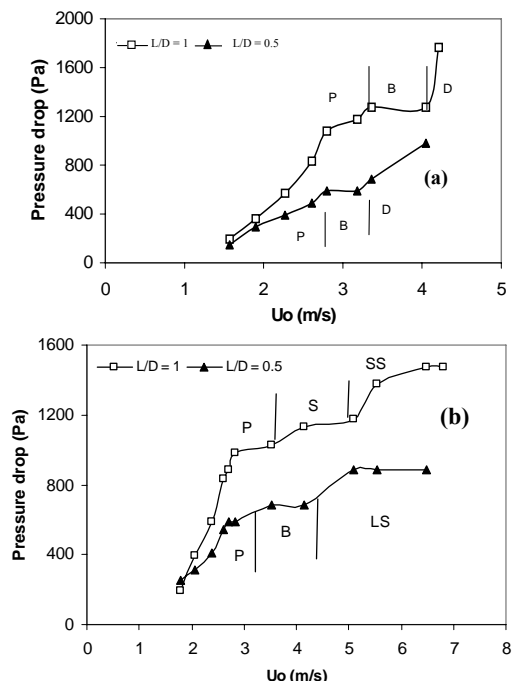 2000
L/D = 1 L/D = 0.5
1600
P B D
1200
800
(a)
400
P B D
0
0 1 2 3 4 5
Pressure drop (Pa)
Uo (m/s)
1600
L/D = 1 L/D = 0.5
SS
P S
(b)
1200
800
400
P B LS
0
0 1 2 3 4 5 6 7 8
Pressure drop (Pa)
Uo (m/s)